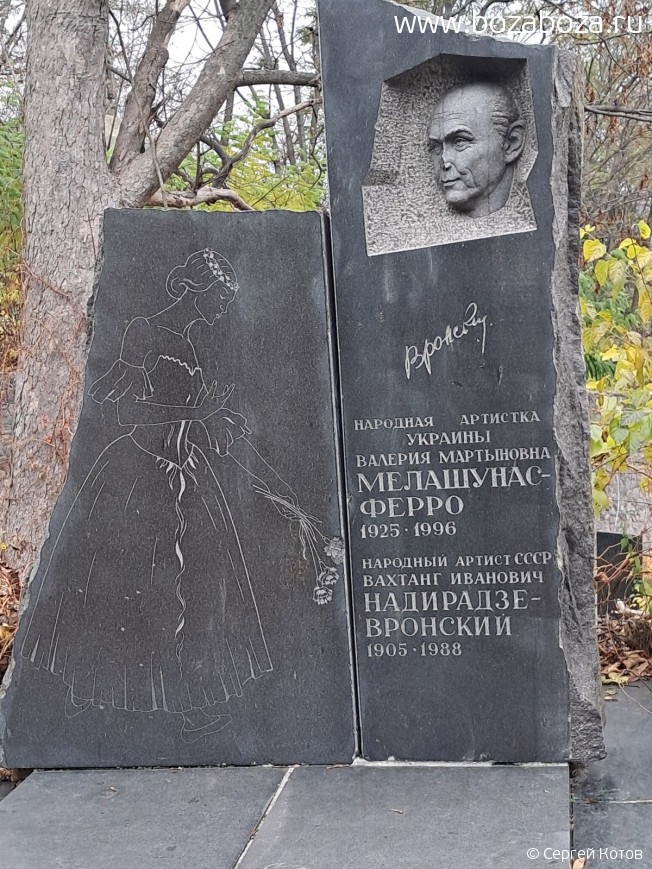 www.bozaboza.ru
Вронский
НАРОДНАЯ АРТИСТКА
УКРАИНЫ
ВАЛЕРИЯ МАРТЫНОВНА
МЕЛАШУНАС-
ФЕРРО
1925 · 1996
НАРОДНЫЙ АРТИСТ СССР
ВАХТАНГ ИВАНОВИЧ
НАДИРАДЗЕ-
ВРОНСКИЙ
1905 · 1988
© Сергей Котов